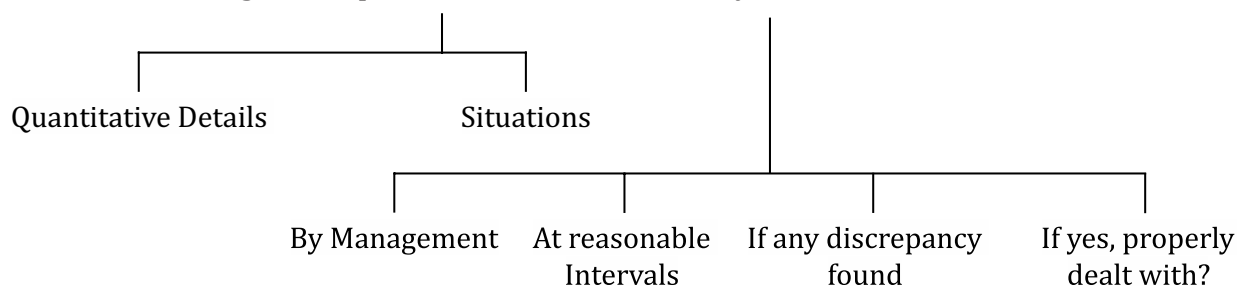 Quantitative Details
Situations
By Management
At reasonable
Intervals
If any discrepancy
found
If yes, properly
dealt with?